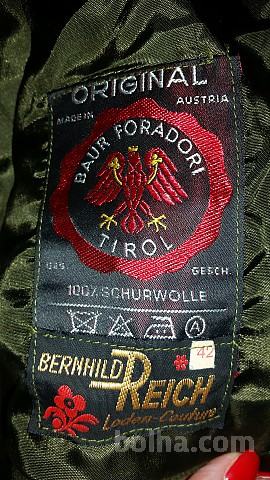 ORIGINAL
MADE IN AUSTRIA
BAUR FORADORI
TIROL
GES. GESCH.
100% SCHURWOLLE
A
42
BERNHILD REICH
Loden-Couture
bolha.com